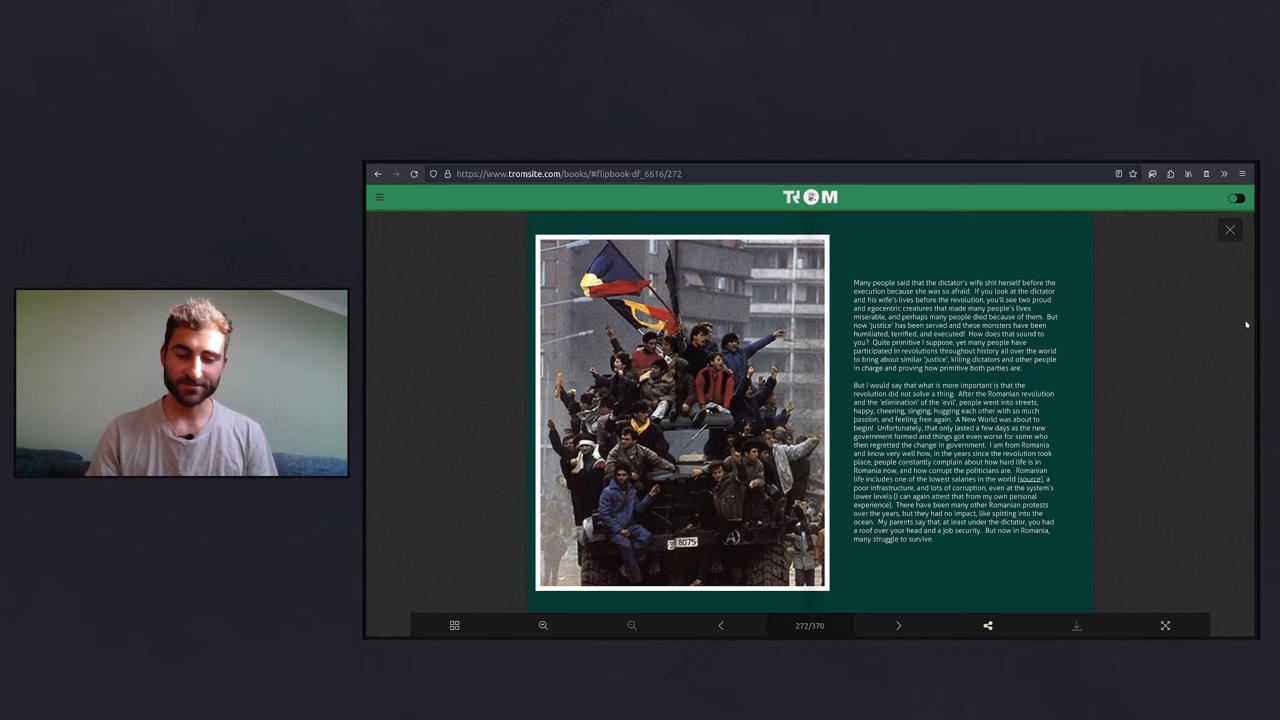 https://www.tromsite.com/books/#flipbook-df_6616/272
TROM
Many people said that the dictator's wife shit herself before the
execution because she was so afraid. If you look at the dictator
and his wife's lives before the revolution, you'll see two proud
and egocentric creatures that made many people's lives
miserable, and perhaps many people died because of them. But
now 'justice' has been served and these monsters have been
humiliated, terrified, and executed! How does that sound to
you? Quite primitive I suppose, yet many people have
participated in revolutions throughout history all over the world
to bring about similar 'justice', killing dictators and other people
in charge and proving how primitive both parties are.
But I would say that what is more important is that the
revolution did not solve a thing. After the Romanian revolution
and the 'elimination' of the 'evil', people went into streets,
happy, cheering, singing, hugging each other with so much
passion, and feeling free again. A New World was about to
begin! Unfortunately, that only lasted a few days as the new
government formed and things got even worse for some who
then regretted the change in government. I am from Romania
and know very well how, in the years since the revolution took
place, people constantly complain about how hard life is in
Romania now, and how corrupt the politicians are. Romanian
life includes one of the lowest salaries in the world (source), a
poor infrastructure, and lots of corruption, even at the system's
lower levels (I can again attest that from my own personal
experience). There have been many other Romanian protests
over the years, but they had no impact, like spitting into the
ocean. My parents say that, at least under the dictator, you had
a roof over your head and a job security. But now in Romania,
many struggle to survive.
8075
272/370